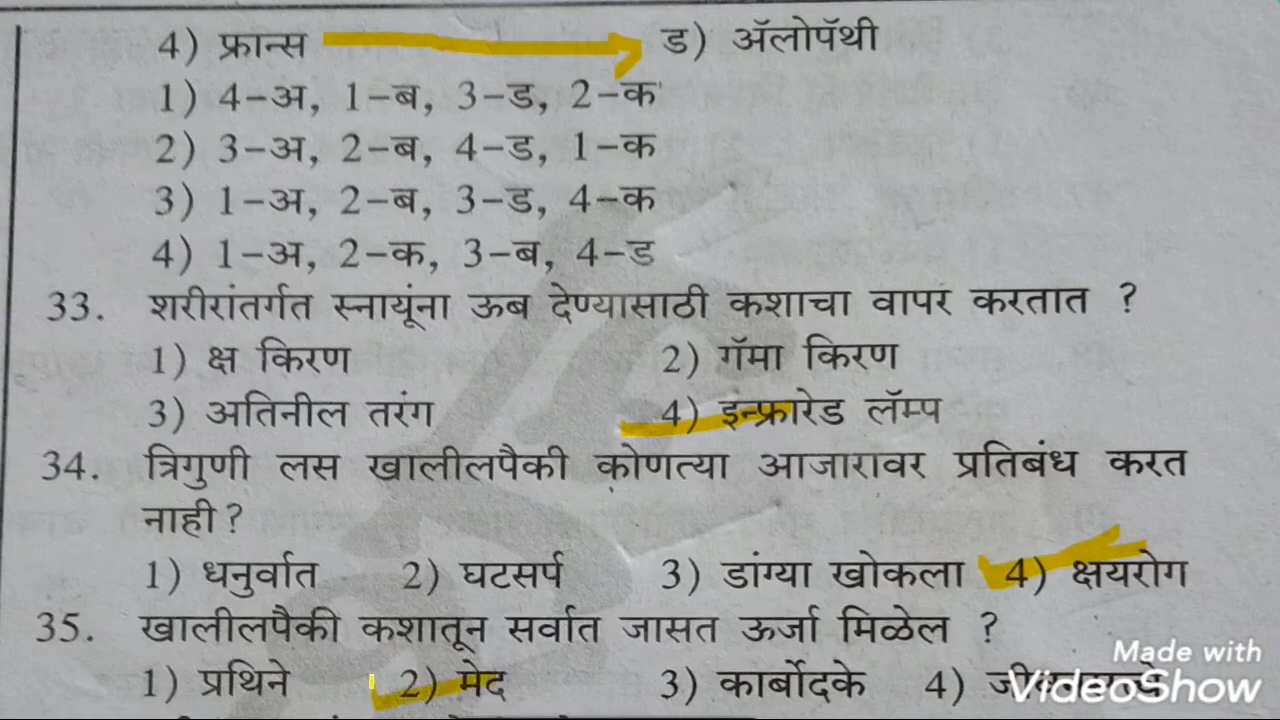 4) फ्रान्स ड) ॲलोपॅथी
1) 4-अ, 1-ब, 3-ड, 2-क
2) 3-अ, 2-ब, 4-ड, 1-क
3) 1-अ, 2-ब, 3-ड, 4-क
4) 1-अ, 2-क, 3-ब, 4-ड
33. शरीरांतर्गत स्नायूंना ऊब देण्यासाठी कशाचा वापर करतात ?
1) क्ष किरण 2) गॅमा किरण
3) अतिनील तरंग 4) इन्फ्रारेड लॅम्प
34. त्रिगुणी लस खालीलपैकी कोणत्या आजारावर प्रतिबंध करत
नाही ?
1) धनुर्वात 2) घटसर्प 3) डांग्या खोकला 4) क्षयरोग
35. खालीलपैकी कशातून सर्वात जासत ऊर्जा मिळेल ?
1) प्रथिने 2) मेद 3) कार्बोदके 4)
Made with
VideoShow